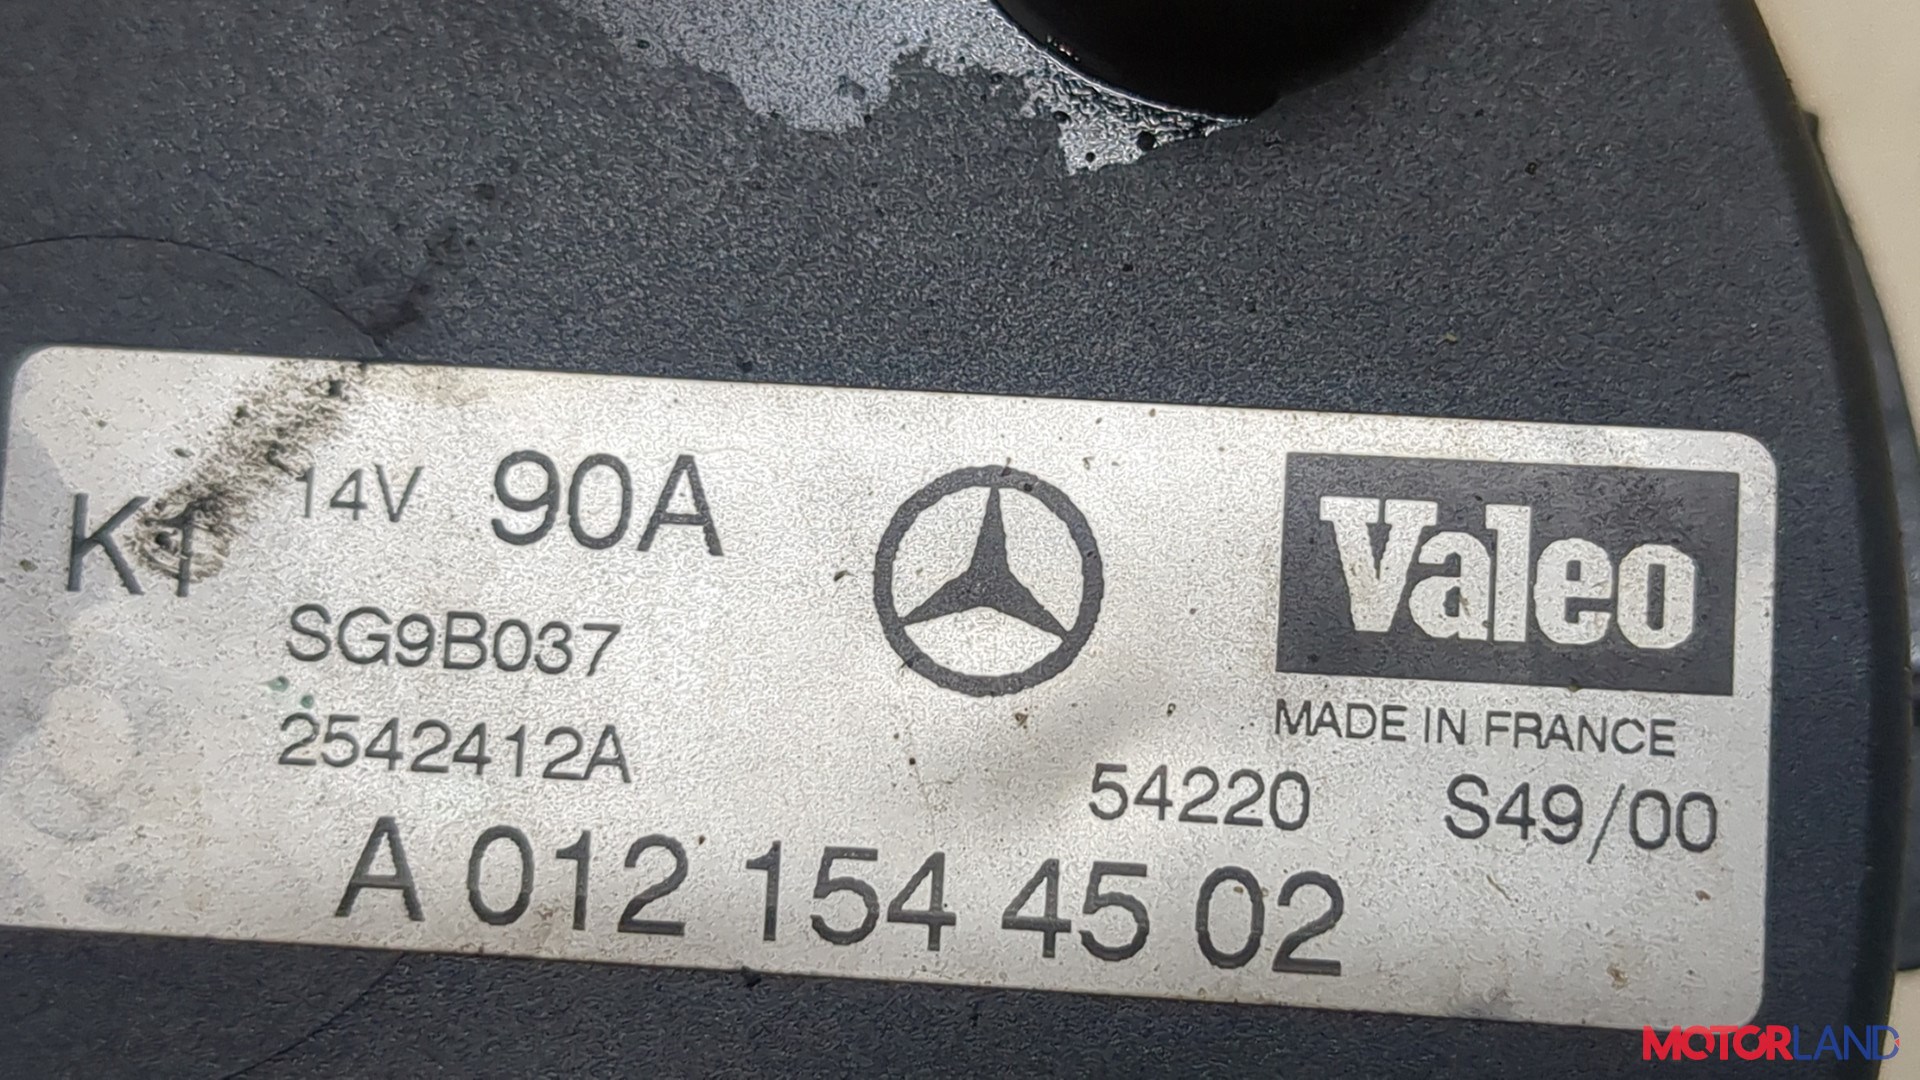 K1 14V 90A
Valeo
SG9B037
MADE IN FRANCE
2542412A
54220 S49/00
A 012 154 45 02
MOTORLAND